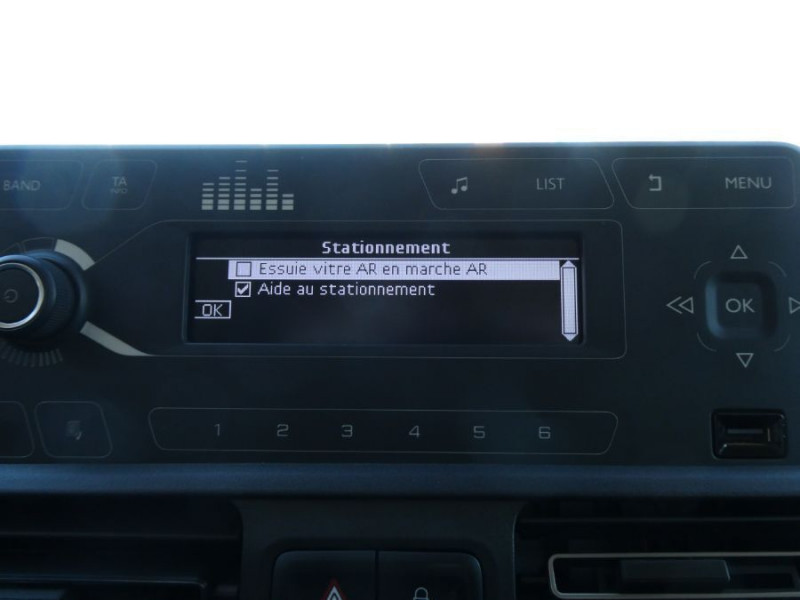 BAND
TA
INFO
LIST
MENU
Stationnement
Essuie vitre AR en marche AR
Aide au stationnement
OK
OK
1 2 3 4 5 6